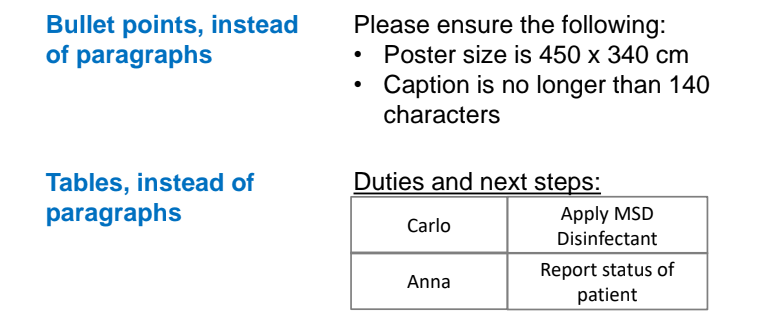 Bullet points, instead
of paragraphs
Please ensure the following:
• Poster size is 450 x 340 cm
• Caption is no longer than 140
characters
Tables, instead of
paragraphs
Duties and next steps:
Carlo
Apply MSD
Disinfectant
Anna
Report status of
patient